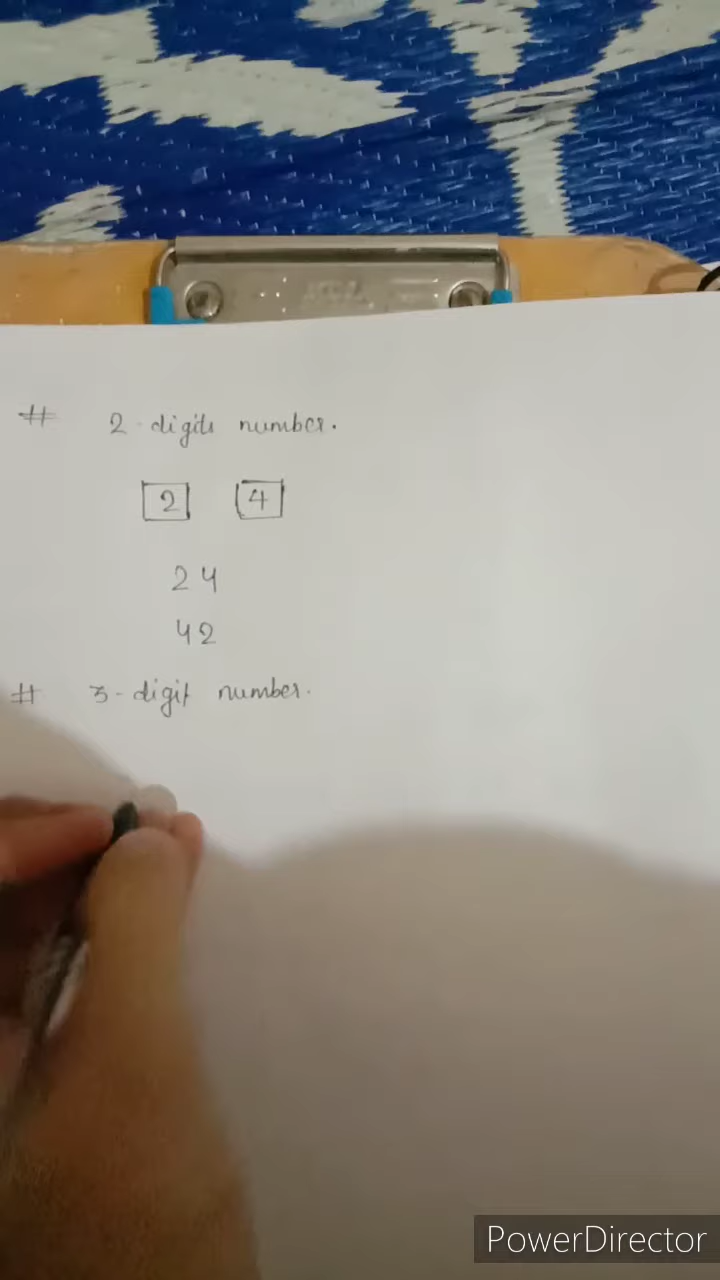 # 2-digits number.
2 4
24
42
# 3-digit number.
PowerDirector